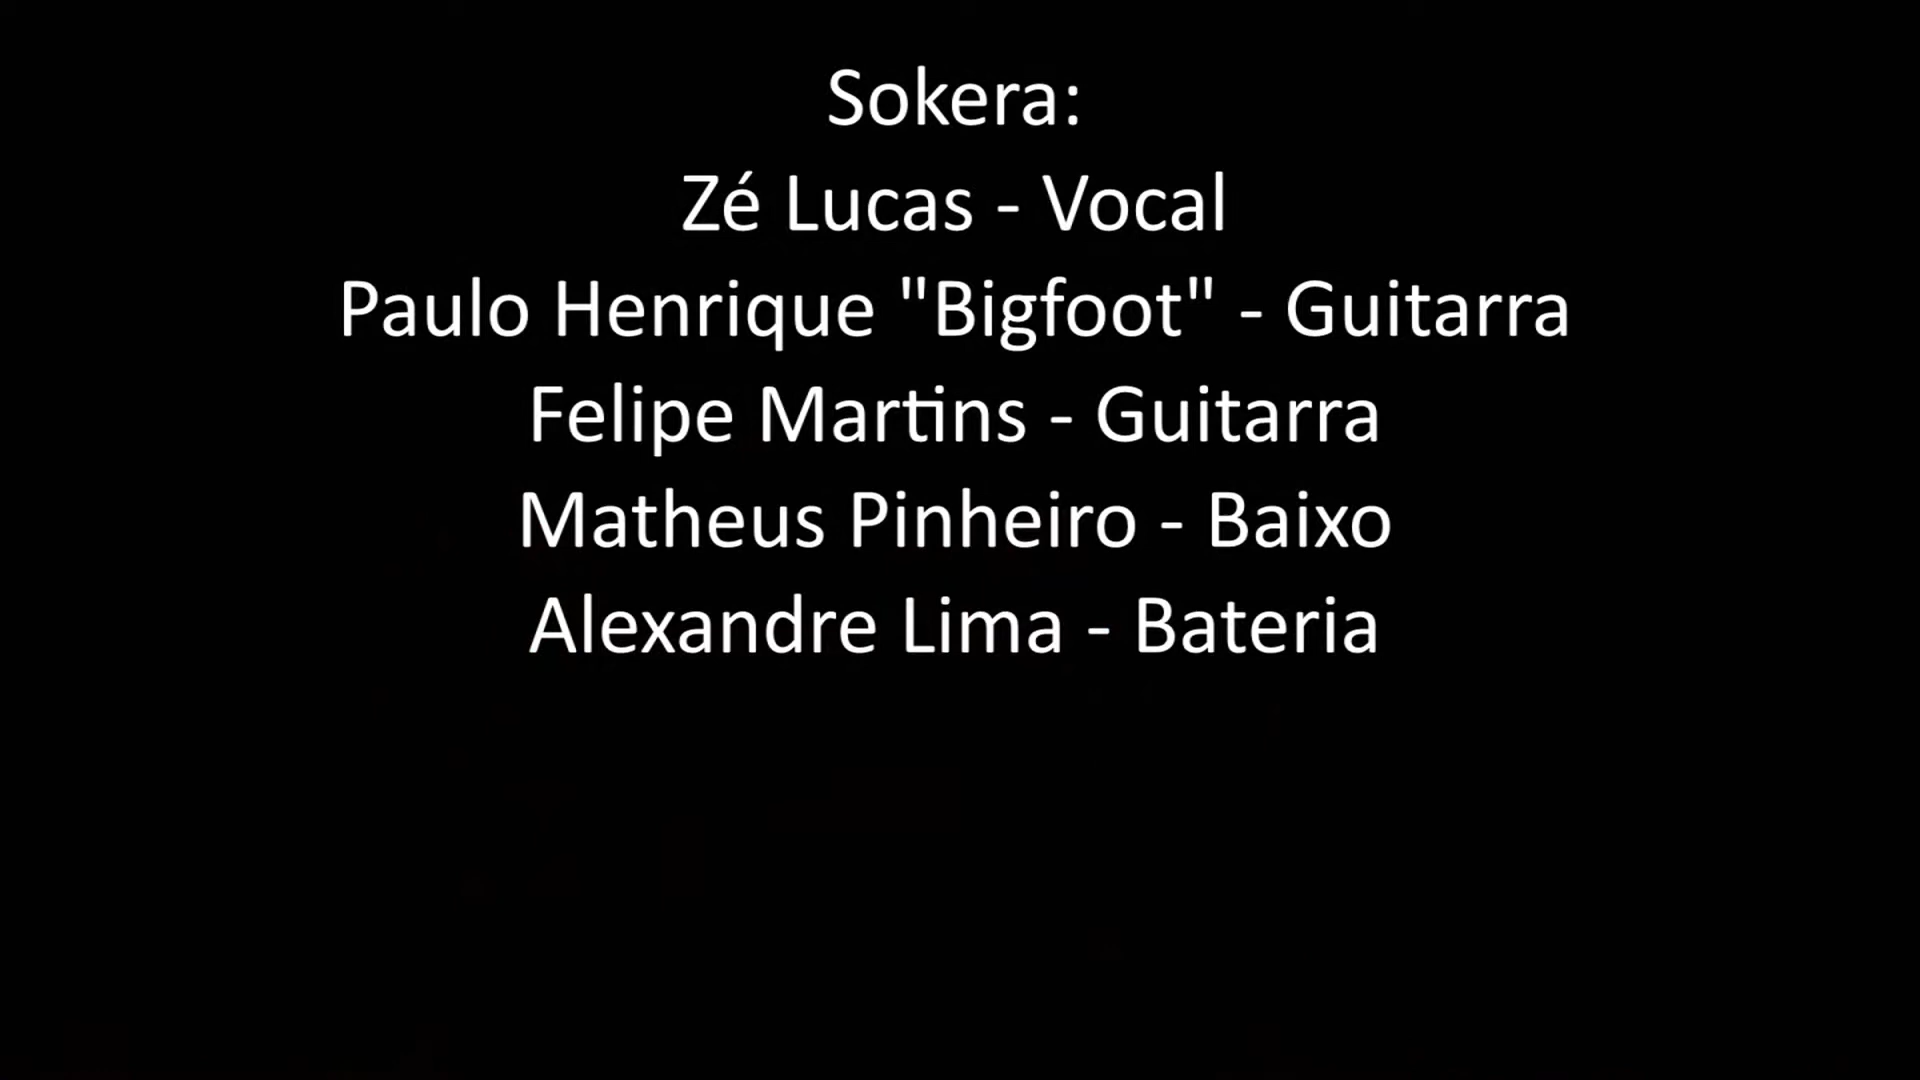 Sokera:
Zé Lucas - Vocal
Paulo Henrique "Bigfoot" - Guitarra
Felipe Martins - Guitarra
Matheus Pinheiro - Baixo
Alexandre Lima - Bateria